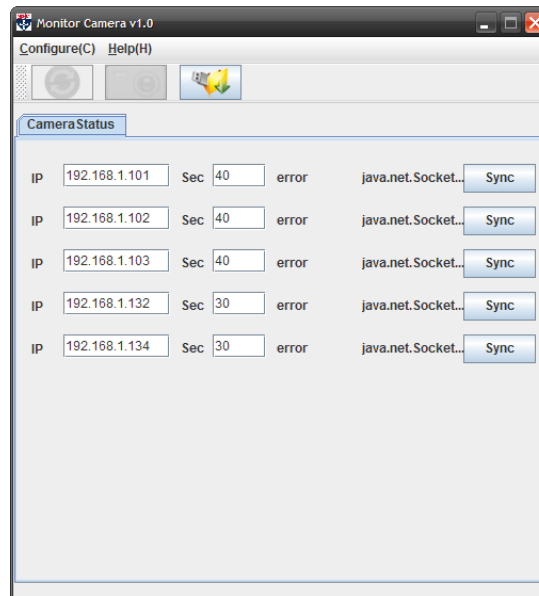 Monitor Camera v1.0
Configure(C) Help(H)
CameraStatus
IP 192.168.1.101 Sec 40 error java.net.Socket... Sync
IP 192.168.1.102 Sec 40 error java.net.Socket... Sync
IP 192.168.1.103 Sec 40 error java.net.Socket... Sync
IP 192.168.1.132 Sec 30 error java.net.Socket... Sync
IP 192.168.1.134 Sec 30 error java.net.Socket... Sync